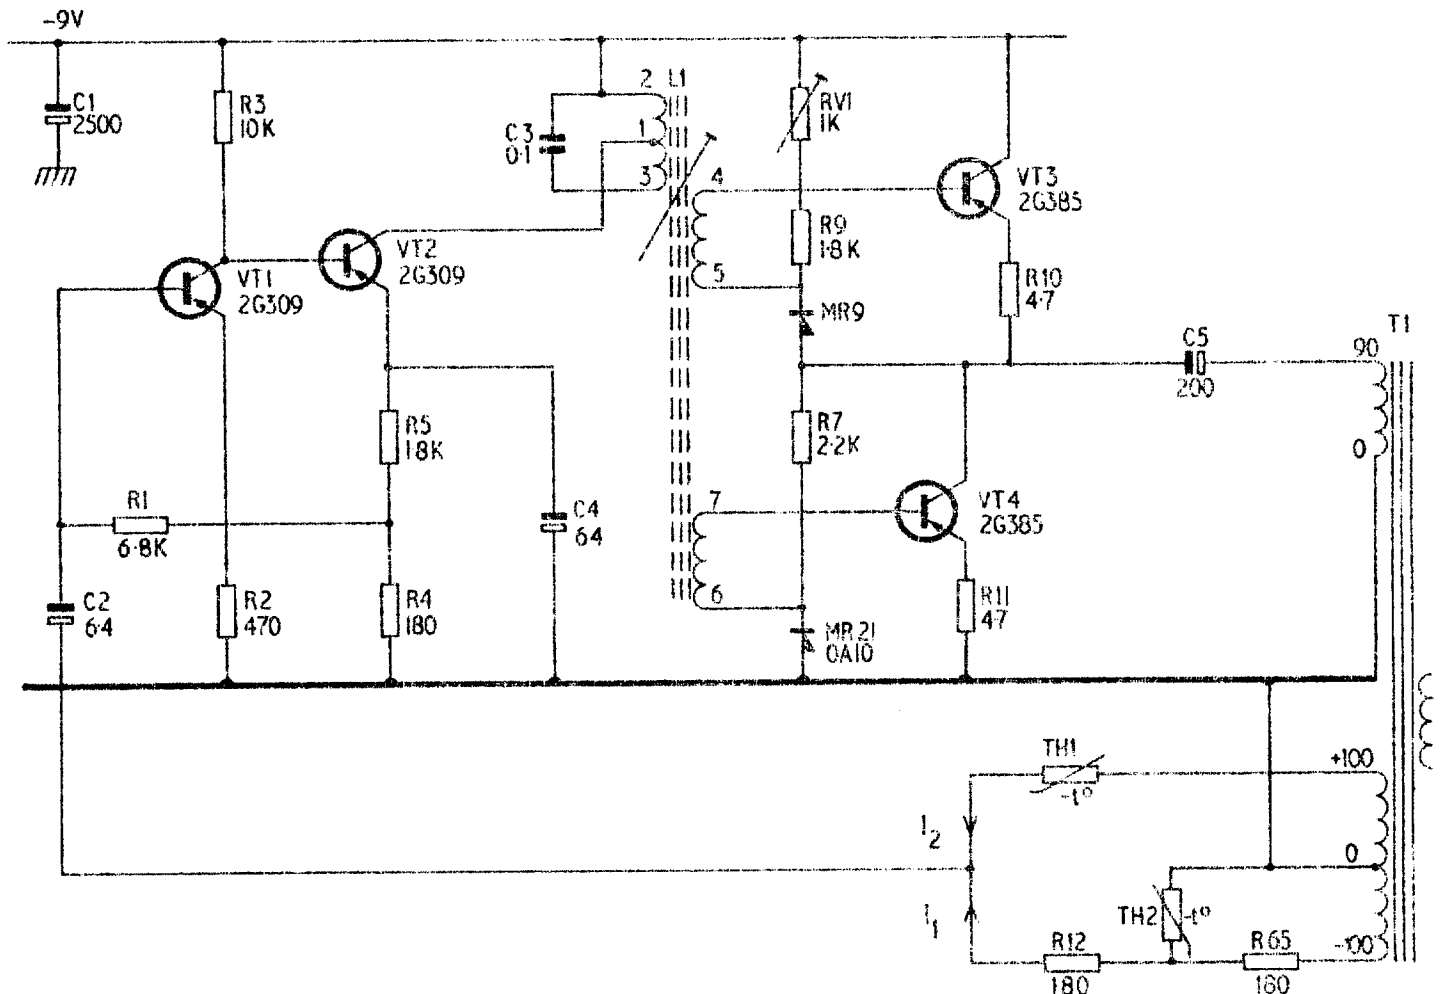 -9V
C1
2500
R3
10K
C3
0·1
2
L1
1
3
4
5
RV1
1K
R9
1·8K
MR9
VT3
2G385
R10
4·7
VT1
2G309
VT2
2G309
C5
200
T1
90
0
R5
18K
R7
2·2K
R1
6·8K
C4
64
7
6
VT4
2G385
C2
6·4
R2
470
R4
180
MR21
OA10
R11
47
TH1
-t°
+100
I2
0
TH2
-t°
I1
R12
180
R65
180
-100